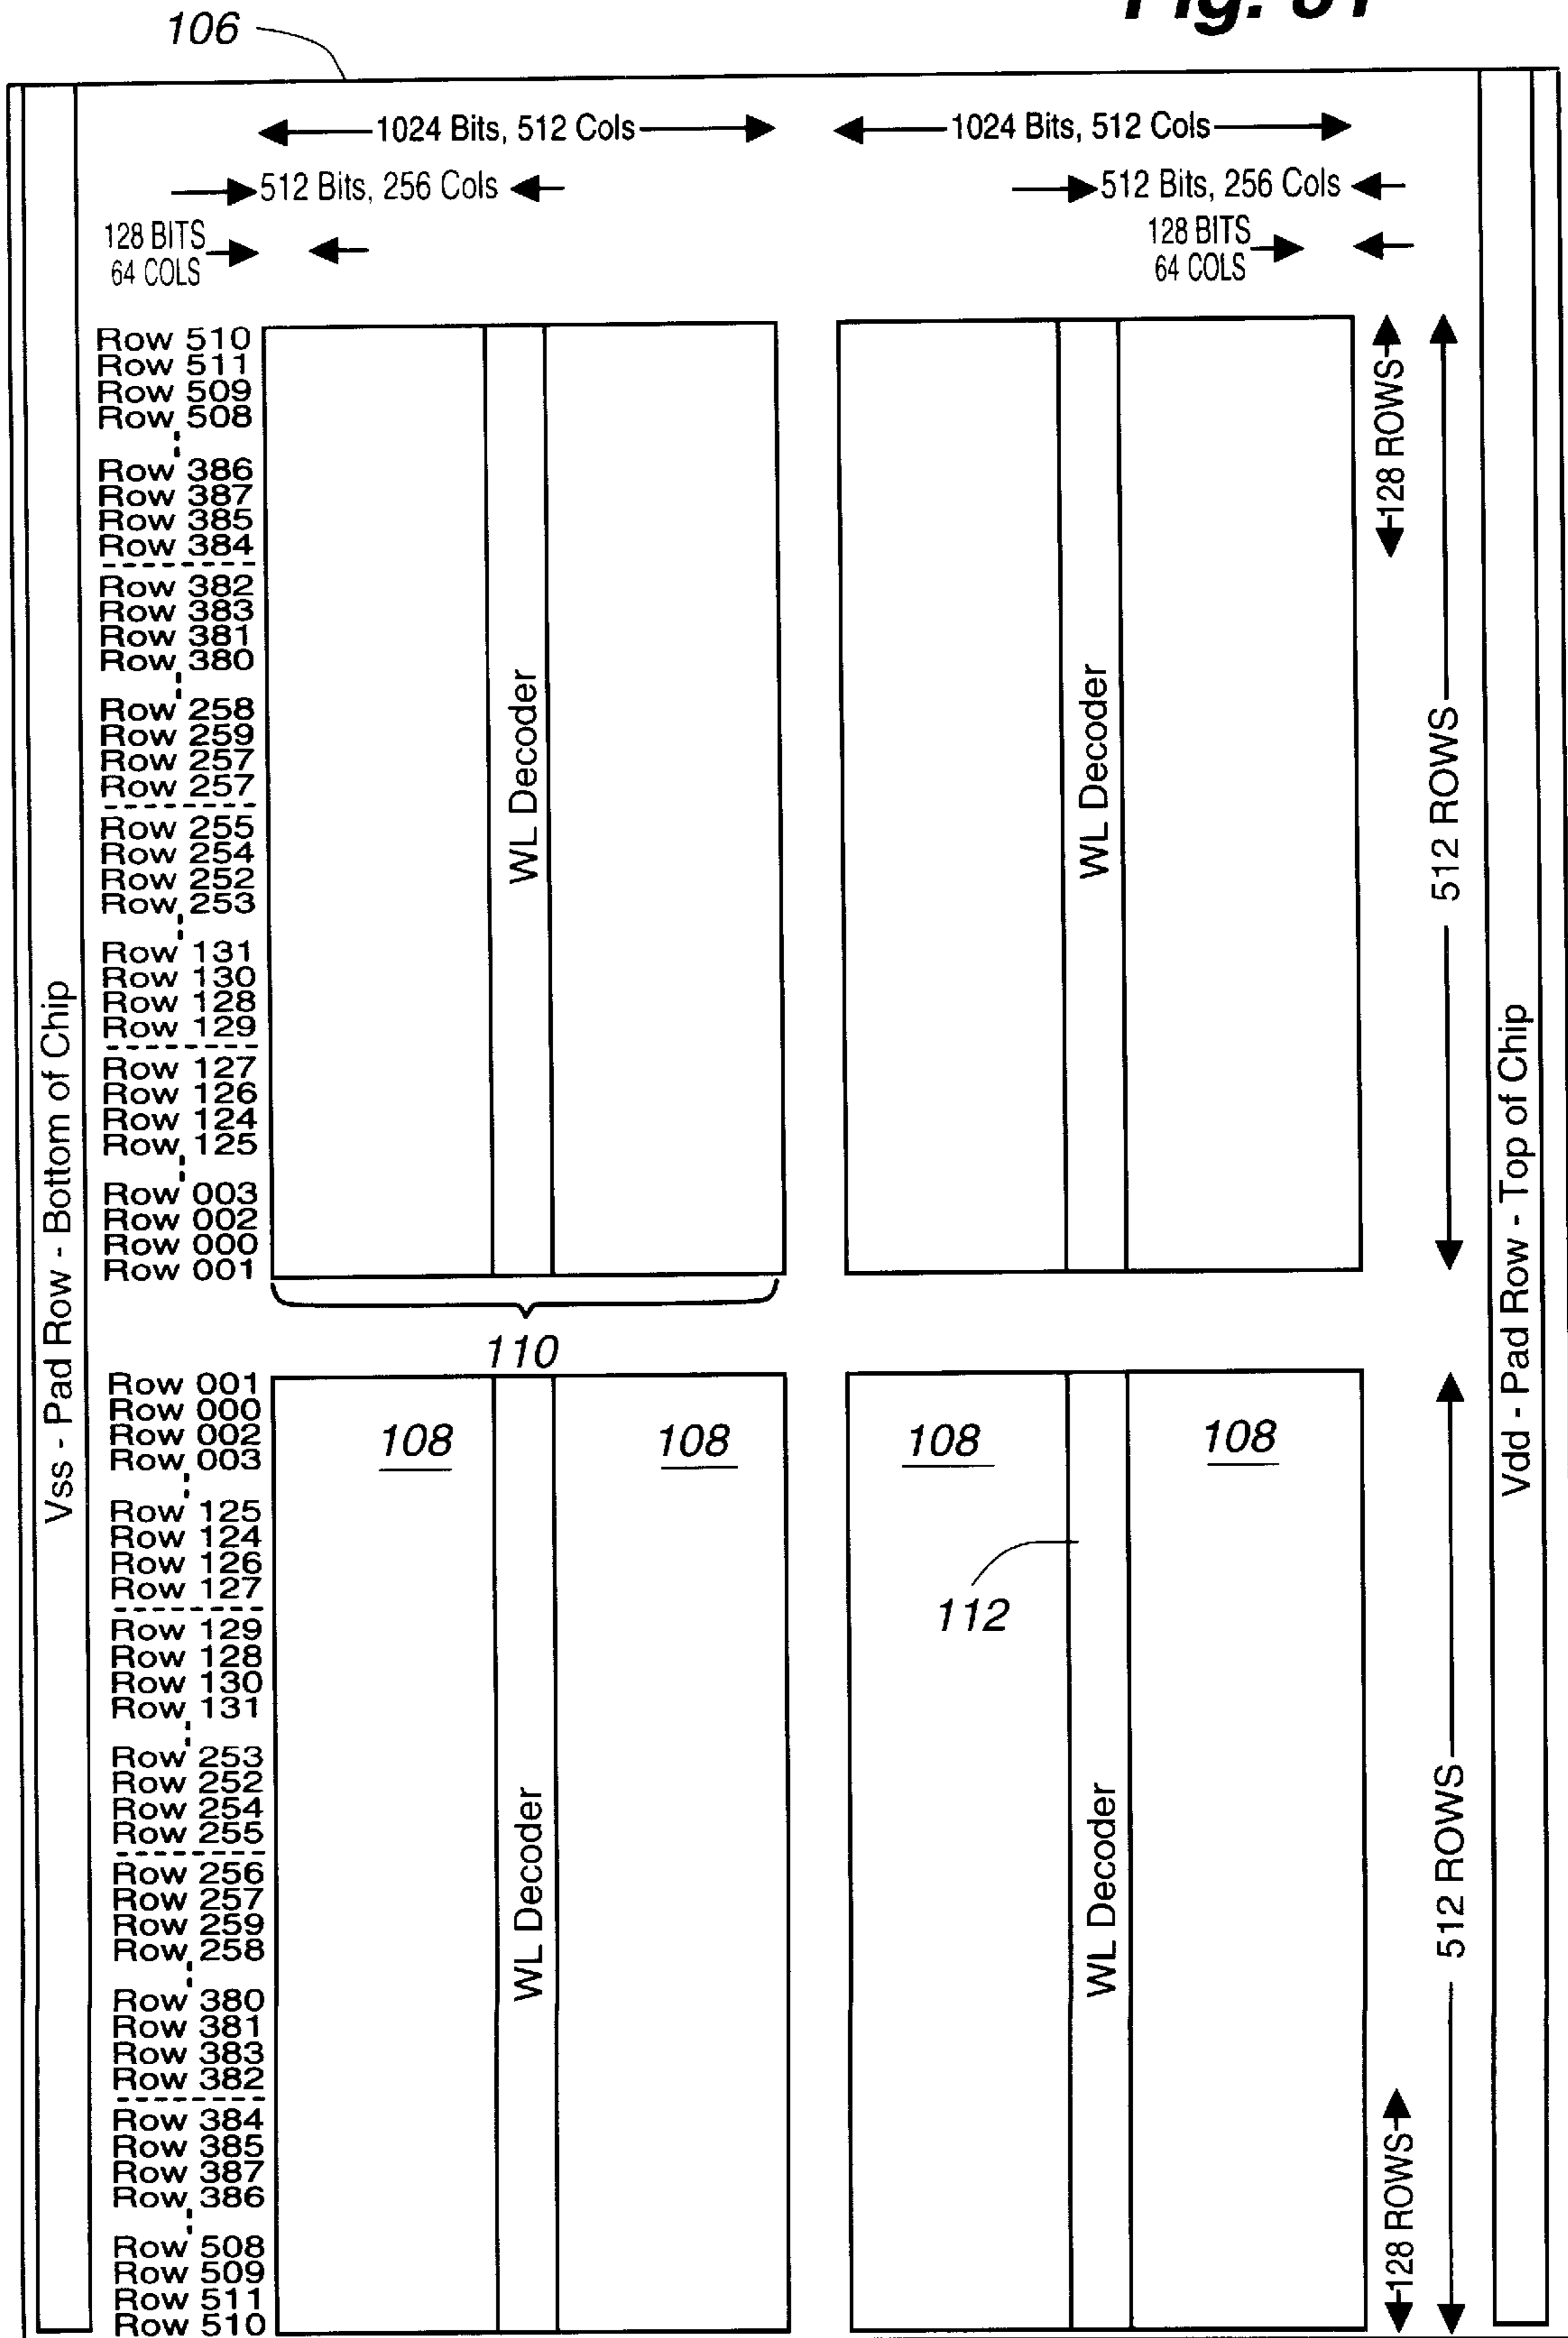 Fig. 31
106
1024 Bits, 512 Cols
1024 Bits, 512 Cols
512 Bits, 256 Cols
512 Bits, 256 Cols
128 BITS
64 COLS
128 BITS
64 COLS
Vss - Pad Row - Bottom of Chip
Row 510
Row 511
Row 509
Row 508
Row 386
Row 387
Row 385
Row 384
Row 382
Row 383
Row 381
Row 380
Row 258
Row 259
Row 257
Row 257
Row 255
Row 254
Row 252
Row 253
Row 131
Row 130
Row 128
Row 129
Row 127
Row 126
Row 124
Row 125
Row 003
Row 002
Row 000
Row 001
WL Decoder
WL Decoder
128 ROWS
512 ROWS
Vdd - Pad Row - Top of Chip
110
Row 001
Row 000
Row 002
Row 003
Row 125
Row 124
Row 126
Row 127
Row 129
Row 128
Row 130
Row 131
Row 253
Row 252
Row 254
Row 255
Row 256
Row 257
Row 259
Row 258
Row 380
Row 381
Row 383
Row 382
Row 384
Row 385
Row 387
Row 386
Row 508
Row 509
Row 511
Row 510
108
108
108
108
112
WL Decoder
WL Decoder
512 ROWS
128 ROWS